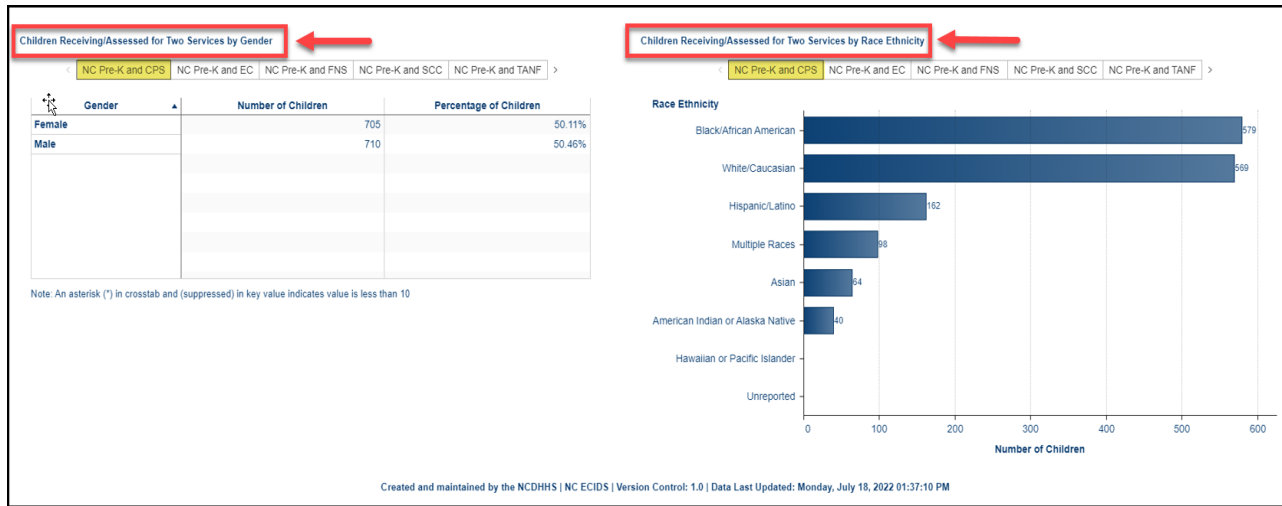 Children Receiving/Assessed for Two Services by Gender
NC Pre-K and CPS NC Pre-K and EC NC Pre-K and FNS NC Pre-K and SCC NC Pre-K and TANF
Gender Number of Children Percentage of Children
Female 705 50.11%
Male 710 50.46%
Note: An asterisk (*) in crosstab and (suppressed) in key value indicates value is less than 10
Children Receiving/Assessed for Two Services by Race Ethnicity
NC Pre-K and CPS NC Pre-K and EC NC Pre-K and FNS NC Pre-K and SCC NC Pre-K and TANF
Race Ethnicity
Black/African American 579
White/Caucasian 569
Hispanic/Latino 162
Multiple Races 98
Asian 64
American Indian or Alaska Native 40
Hawaiian or Pacific Islander
Unreported
0 100 200 300 400 500 600
Number of Children
Created and maintained by the NCDHHS | NC ECIDS | Version Control: 1.0 | Data Last Updated: Monday, July 18, 2022 01:37:10 PM